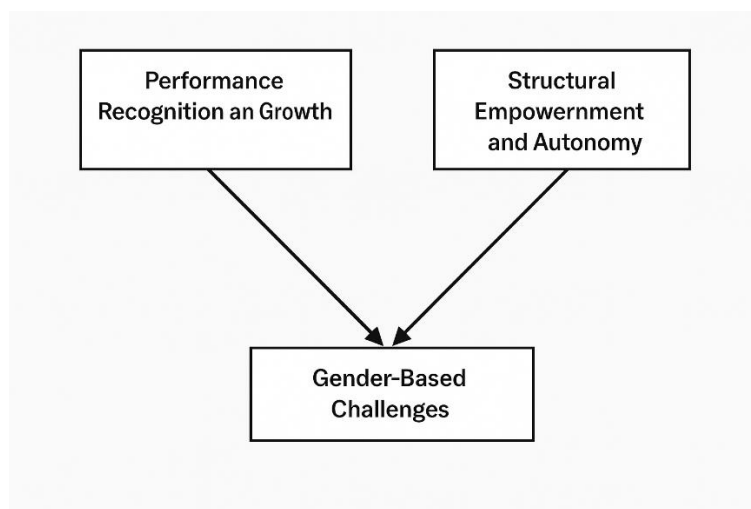 Performance
Recognition an Growth
Structural
Empowernment
and Autonomy
Gender-Based
Challenges